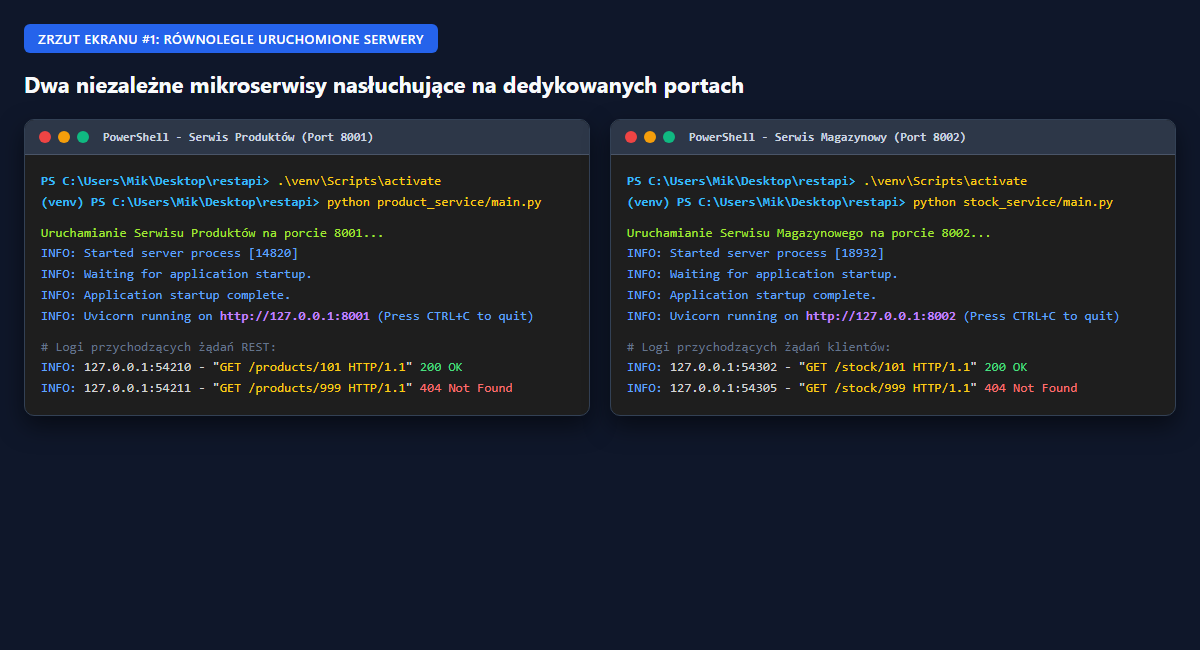 ZRZUT EKRANU #1: RÓWNOLEGLE URUCHOMIONE SERWERY
Dwa niezależne mikroserwisy nasłuchujące na dedykowanych portach
PowerShell - Serwis Produktów (Port 8001)
PS C:\Users\Mik\Desktop\restapi> .\venv\Scripts\activate
(venv) PS C:\Users\Mik\Desktop\restapi> python product_service/main.py
Uruchamianie Serwisu Produktów na porcie 8001...
INFO: Started server process [14820]
INFO: Waiting for application startup.
INFO: Application startup complete.
INFO: Uvicorn running on http://127.0.0.1:8001 (Press CTRL+C to quit)
# Logi przychodzących żądań REST:
INFO: 127.0.0.1:54210 - "GET /products/101 HTTP/1.1" 200 OK
INFO: 127.0.0.1:54211 - "GET /products/999 HTTP/1.1" 404 Not Found
PowerShell - Serwis Magazynowy (Port 8002)
PS C:\Users\Mik\Desktop\restapi> .\venv\Scripts\activate
(venv) PS C:\Users\Mik\Desktop\restapi> python stock_service/main.py
Uruchamianie Serwisu Magazynowego na porcie 8002...
INFO: Started server process [18932]
INFO: Waiting for application startup.
INFO: Application startup complete.
INFO: Uvicorn running on http://127.0.0.1:8002 (Press CTRL+C to quit)
# Logi przychodzących żądań klientów:
INFO: 127.0.0.1:54302 - "GET /stock/101 HTTP/1.1" 200 OK
INFO: 127.0.0.1:54305 - "GET /stock/999 HTTP/1.1" 404 Not Found